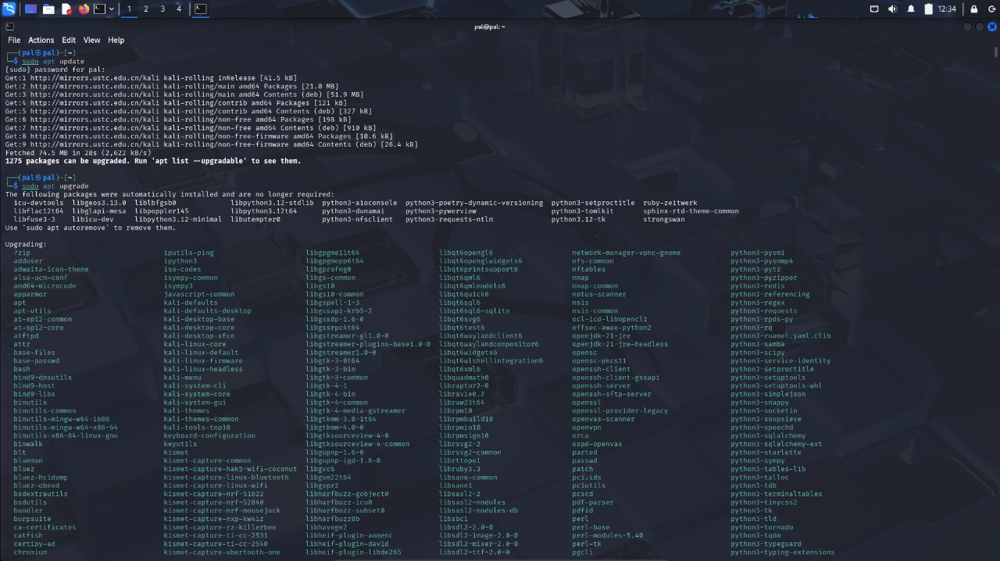 1 2 3 4 12:34
pal@pal: ~
File Actions Edit View Help
┌──(pal㉿pal)-[~]
└─$ sudo apt update
[sudo] password for pal:
Get:1 http://mirrors.ustc.edu.cn/kali kali-rolling InRelease [41.5 kB]
Get:2 http://mirrors.ustc.edu.cn/kali kali-rolling/main amd64 Packages [21.0 MB]
Get:3 http://mirrors.ustc.edu.cn/kali kali-rolling/main amd64 Contents (deb) [51.9 MB]
Get:4 http://mirrors.ustc.edu.cn/kali kali-rolling/contrib amd64 Packages [121 kB]
Get:5 http://mirrors.ustc.edu.cn/kali kali-rolling/contrib amd64 Contents (deb) [327 kB]
Get:6 http://mirrors.ustc.edu.cn/kali kali-rolling/non-free amd64 Packages [198 kB]
Get:7 http://mirrors.ustc.edu.cn/kali kali-rolling/non-free amd64 Contents (deb) [910 kB]
Get:8 http://mirrors.ustc.edu.cn/kali kali-rolling/non-free-firmware amd64 Packages [10.6 kB]
Get:9 http://mirrors.ustc.edu.cn/kali kali-rolling/non-free-firmware amd64 Contents (deb) [26.4 kB]
Fetched 74.5 MB in 28s (2,622 kB/s)
1275 packages can be upgraded. Run 'apt list --upgradable' to see them.
┌──(pal㉿pal)-[~]
└─$ sudo apt upgrade
The following packages were automatically installed and are no longer required:
icu-devtools libgeos3.13.0 liblbfgsb0 libpython3.12-stdlib python3-aioconsole python3-poetry-dynamic-versioning python3-setproctitle ruby-zeitwerk
libflac12t64 libglapi-mesa libpoppler145 libpython3.12t64 python3-dunamai python3-pywerview python3-tomlkit sphinx-rtd-theme-common
libfuse3-3 libicu-dev libpython3.12-minimal libutempter0 python3-nfsclient python3-requests-ntlm python3.12-tk strongswan
Use 'sudo apt autoremove' to remove them.
Upgrading:
7zip iputils-ping libgpgme11t64 libqt6opengl6 network-manager-vpnc-gnome python3-pysmi
adduser ipython3 libgpgmepp6t64 libqt6openglwidgets6 nfs-common python3-pysnmp4
adwaita-icon-theme iso-codes libgprofng0 libqt6printsupport6 nftables python3-pytz
alsa-ucm-conf isympy-common libgs-common libqt6qml6 nmap python3-pyzipper
amd64-microcode isympy3 libgs10 libqt6qmlmodels6 nmap-common python3-redis
apparmor javascript-common libgs10-common libqt6quick6 notus-scanner python3-referencing
apt kali-defaults libgspell-1-3 libqt6sql6 nsis python3-regex
apt-utils kali-defaults-desktop libgssapi-krb5-2 libqt6sql6-sqlite nsis-common python3-requests
at-spi2-common kali-desktop-base libgssdp-1.6-0 libqt6svg6 ocl-icd-libopencl1 python3-rpds-py
at-spi2-core kali-desktop-core libgssrpc4t64 libqt6test6 offsec-awae-python2 python3-rq
atftpd kali-desktop-xfce libgstreamer-gl1.0-0 libqt6waylandclient6 openjdk-21-jre python3-ruamel.yaml.clib
attr kali-linux-core libgstreamer-plugins-base1.0-0 libqt6waylandcompositor6 openjdk-21-jre-headless python3-samba
base-files kali-linux-default libgstreamer1.0-0 libqt6widgets6 opensc python3-scipy
base-passwd kali-linux-firmware libgtk-3-0t64 libqt6wlshellintegration6 opensc-pkcs11 python3-service-identity
bash kali-linux-headless libgtk-3-bin libqt6xml6 openssh-client python3-setproctitle
bind9-dnsutils kali-menu libgtk-3-common libquadmath0 openssh-client-gssapi python3-setuptools
bind9-host kali-system-cli libgtk-4-1 libraptor2-0 openssh-server python3-setuptools-whl
bind9-libs kali-system-core libgtk-4-bin librav1e0.7 openssh-sftp-server python3-simplejson
binutils kali-system-gui libgtk-4-common libraw23t64 openssl python3-snappy
binutils-common kali-themes libgtk-4-media-gstreamer librpm10 openssl-provider-legacy python3-socketio
binutils-mingw-w64-i686 kali-themes-common libgtkmm-3.0-1t64 librpmbuild10 openvas-scanner python3-soupsieve
binutils-mingw-w64-x86-64 kali-tools-top10 libgtkmm-4.0-0 librpmio10 openvpn python3-speechd
binutils-x86-64-linux-gnu keyboard-configuration libgtksourceview-4-0 librpmsign10 orca python3-sqlalchemy
binwalk keyutils libgtksourceview-4-common librsvg2-2 ospd-openvas python3-sqlalchemy-ext
blt kismet libgupnp-1.6-0 librsvg2-common parted python3-starlette
blueman kismet-capture-common libgupnp-igd-1.6-0 librttopo1 passwd python3-sympy
bluez kismet-capture-hak5-wifi-coconut libgvc6 libruby3.3 patch python3-tables-lib
bluez-hcidump kismet-capture-linux-bluetooth libgvm22t64 libsane-common pci.ids python3-talloc
bluez-obexd kismet-capture-linux-wifi libgvpr2 libsane1 pciutils python3-tdb
bsdextrautils kismet-capture-nrf-51822 libharfbuzz-gobject0 libsasl2-2 pcscd python3-terminaltables
bsdutils kismet-capture-nrf-52840 libharfbuzz-icu0 libsasl2-modules pdf-parser python3-tinycss2
bundler kismet-capture-nrf-mousejack libharfbuzz-subset0 libsasl2-modules-db pdfid python3-tk
burpsuite kismet-capture-nxp-kw41z libharfbuzz0b libsbc1 perl python3-tld
ca-certificates kismet-capture-rz-killerbee libhavege2 libsdl2-2.0-0 perl-base python3-tornado
catfish kismet-capture-ti-cc-2531 libheif-plugin-aomenc libsdl2-image-2.0-0 perl-modules-5.40 python3-tqdm
certipy-ad kismet-capture-ti-cc-2540 libheif-plugin-dav1d libsdl2-mixer-2.0-0 perl-tk python3-typeguard
chromium kismet-capture-ubertooth-one libheif-plugin-libde265 libsdl2-ttf-2.0-0 pgcli python3-typing-extensions